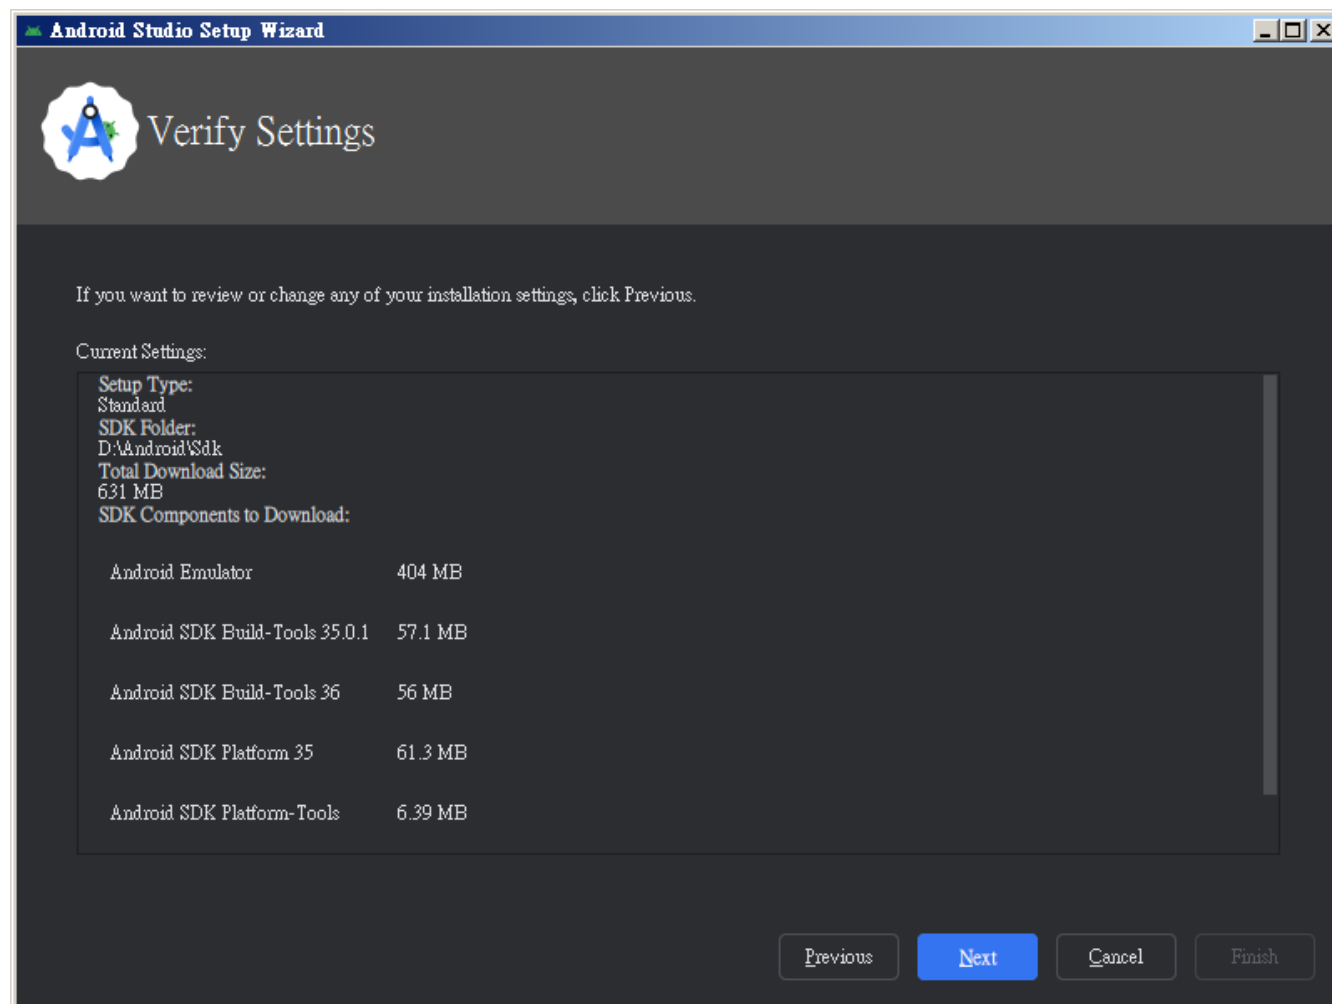 Android Studio Setup Wizard
Verify Settings
If you want to review or change any of your installation settings, click Previous.
Current Settings:
Setup Type:
Standard
SDK Folder:
D:\Android\Sdk
Total Download Size:
631 MB
SDK Components to Download:
Android Emulator 404 MB
Android SDK Build-Tools 35.0.1 57.1 MB
Android SDK Build-Tools 36 56 MB
Android SDK Platform 35 61.3 MB
Android SDK Platform-Tools 6.39 MB
Previous Next Cancel Finish